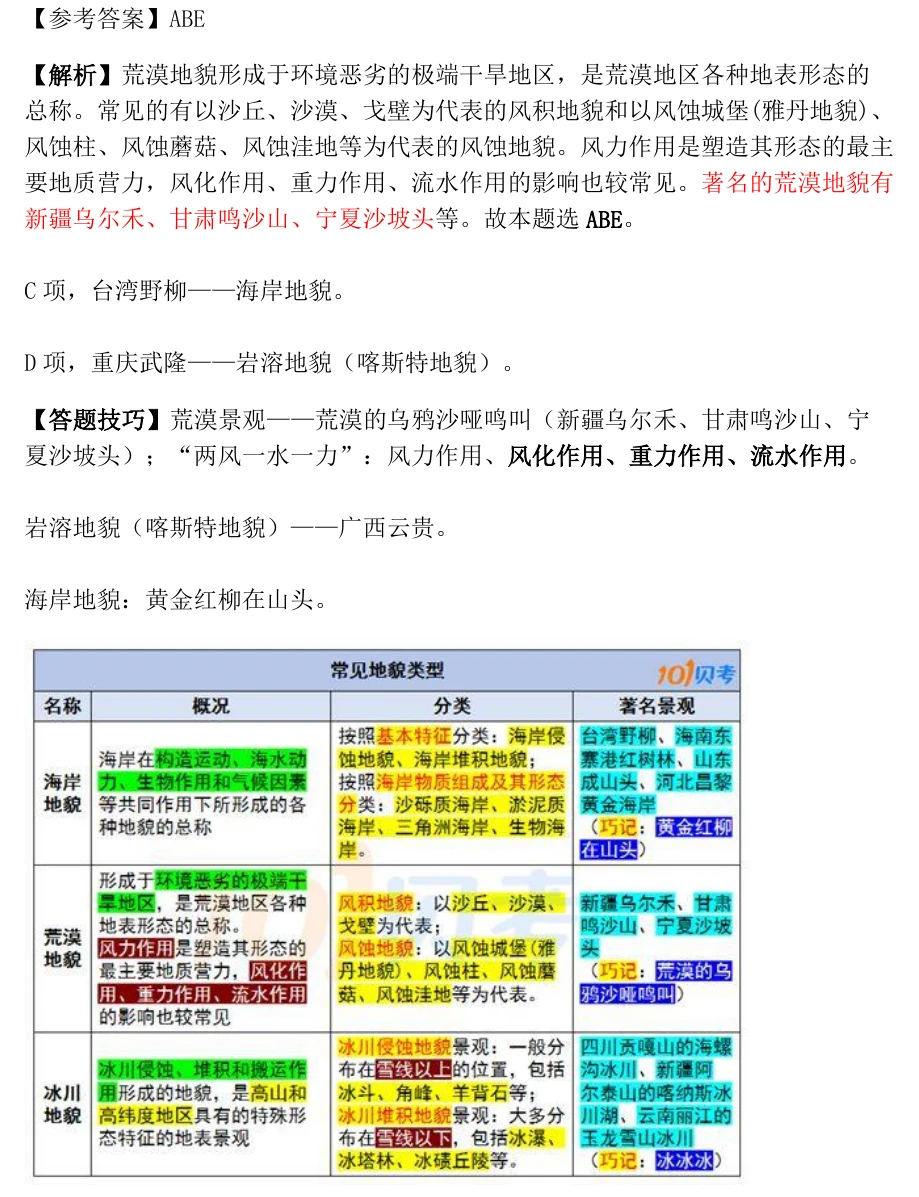 【参考答案】ABE
【解析】荒漠地貌形成于环境恶劣的极端干旱地区，是荒漠地区各种地表形态的
总称。常见的有以沙丘、沙漠、戈壁为代表的风积地貌和以风蚀城堡(雅丹地貌)、
风蚀柱、风蚀蘑菇、风蚀洼地等为代表的风蚀地貌。风力作用是塑造其形态的最主
要地质营力，风化作用、重力作用、流水作用的影响也较常见。著名的荒漠地貌有
新疆乌尔禾、甘肃鸣沙山、宁夏沙坡头等。故本题选 ABE。
C 项，台湾野柳——海岸地貌。
D 项，重庆武隆——岩溶地貌（喀斯特地貌）。
【答题技巧】荒漠景观——荒漠的乌鸦沙哑鸣叫（新疆乌尔禾、甘肃鸣沙山、宁
夏沙坡头）；“两风一水一力”：风力作用、风化作用、重力作用、流水作用。
岩溶地貌（喀斯特地貌）——广西云贵。
海岸地貌：黄金红柳在山头。
常见地貌类型
101贝考
名称 概况 分类 著名景观
海岸
地貌
海岸在构造运动、海水动
力、生物作用和气候因素
等共同作用下所形成的各
种地貌的总称
按照基本特征分类：海岸侵
蚀地貌、海岸堆积地貌；
按照海岸物质组成及其形态
分类：沙砾质海岸、淤泥质
海岸、三角洲海岸、生物海
岸。
台湾野柳、海南东
寨港红树林、山东
成山头、河北昌黎
黄金海岸
（巧记：黄金红柳
在山头）
荒漠
地貌
形成于环境恶劣的极端干
旱地区，是荒漠地区各种
地表形态的总称。
风力作用是塑造其形态的
最主要地质营力，风化作
用、重力作用、流水作用
的影响也较常见
风积地貌：以沙丘、沙漠、
戈壁为代表；
风蚀地貌：以风蚀城堡(雅
丹地貌)、风蚀柱、风蚀蘑
菇、风蚀洼地等为代表。
新疆乌尔禾、甘肃
鸣沙山、宁夏沙坡
头
（巧记：荒漠的乌
鸦沙哑鸣叫）
冰川
地貌
冰川侵蚀、堆积和搬运作
用形成的地貌，是高山和
高纬度地区具有的特殊形
态特征的地表景观
冰川侵蚀地貌景观：一般分
布在雪线以上的位置，包括
冰斗、角峰、羊背石等；
冰川堆积地貌景观：大多分
布在雪线以下，包括冰瀑、
冰塔林、冰碛丘陵等。
四川贡嘎山的海螺
沟冰川、新疆阿
尔泰山的喀纳斯冰
川湖、云南丽江的
玉龙雪山冰川
（巧记：冰冰冰）